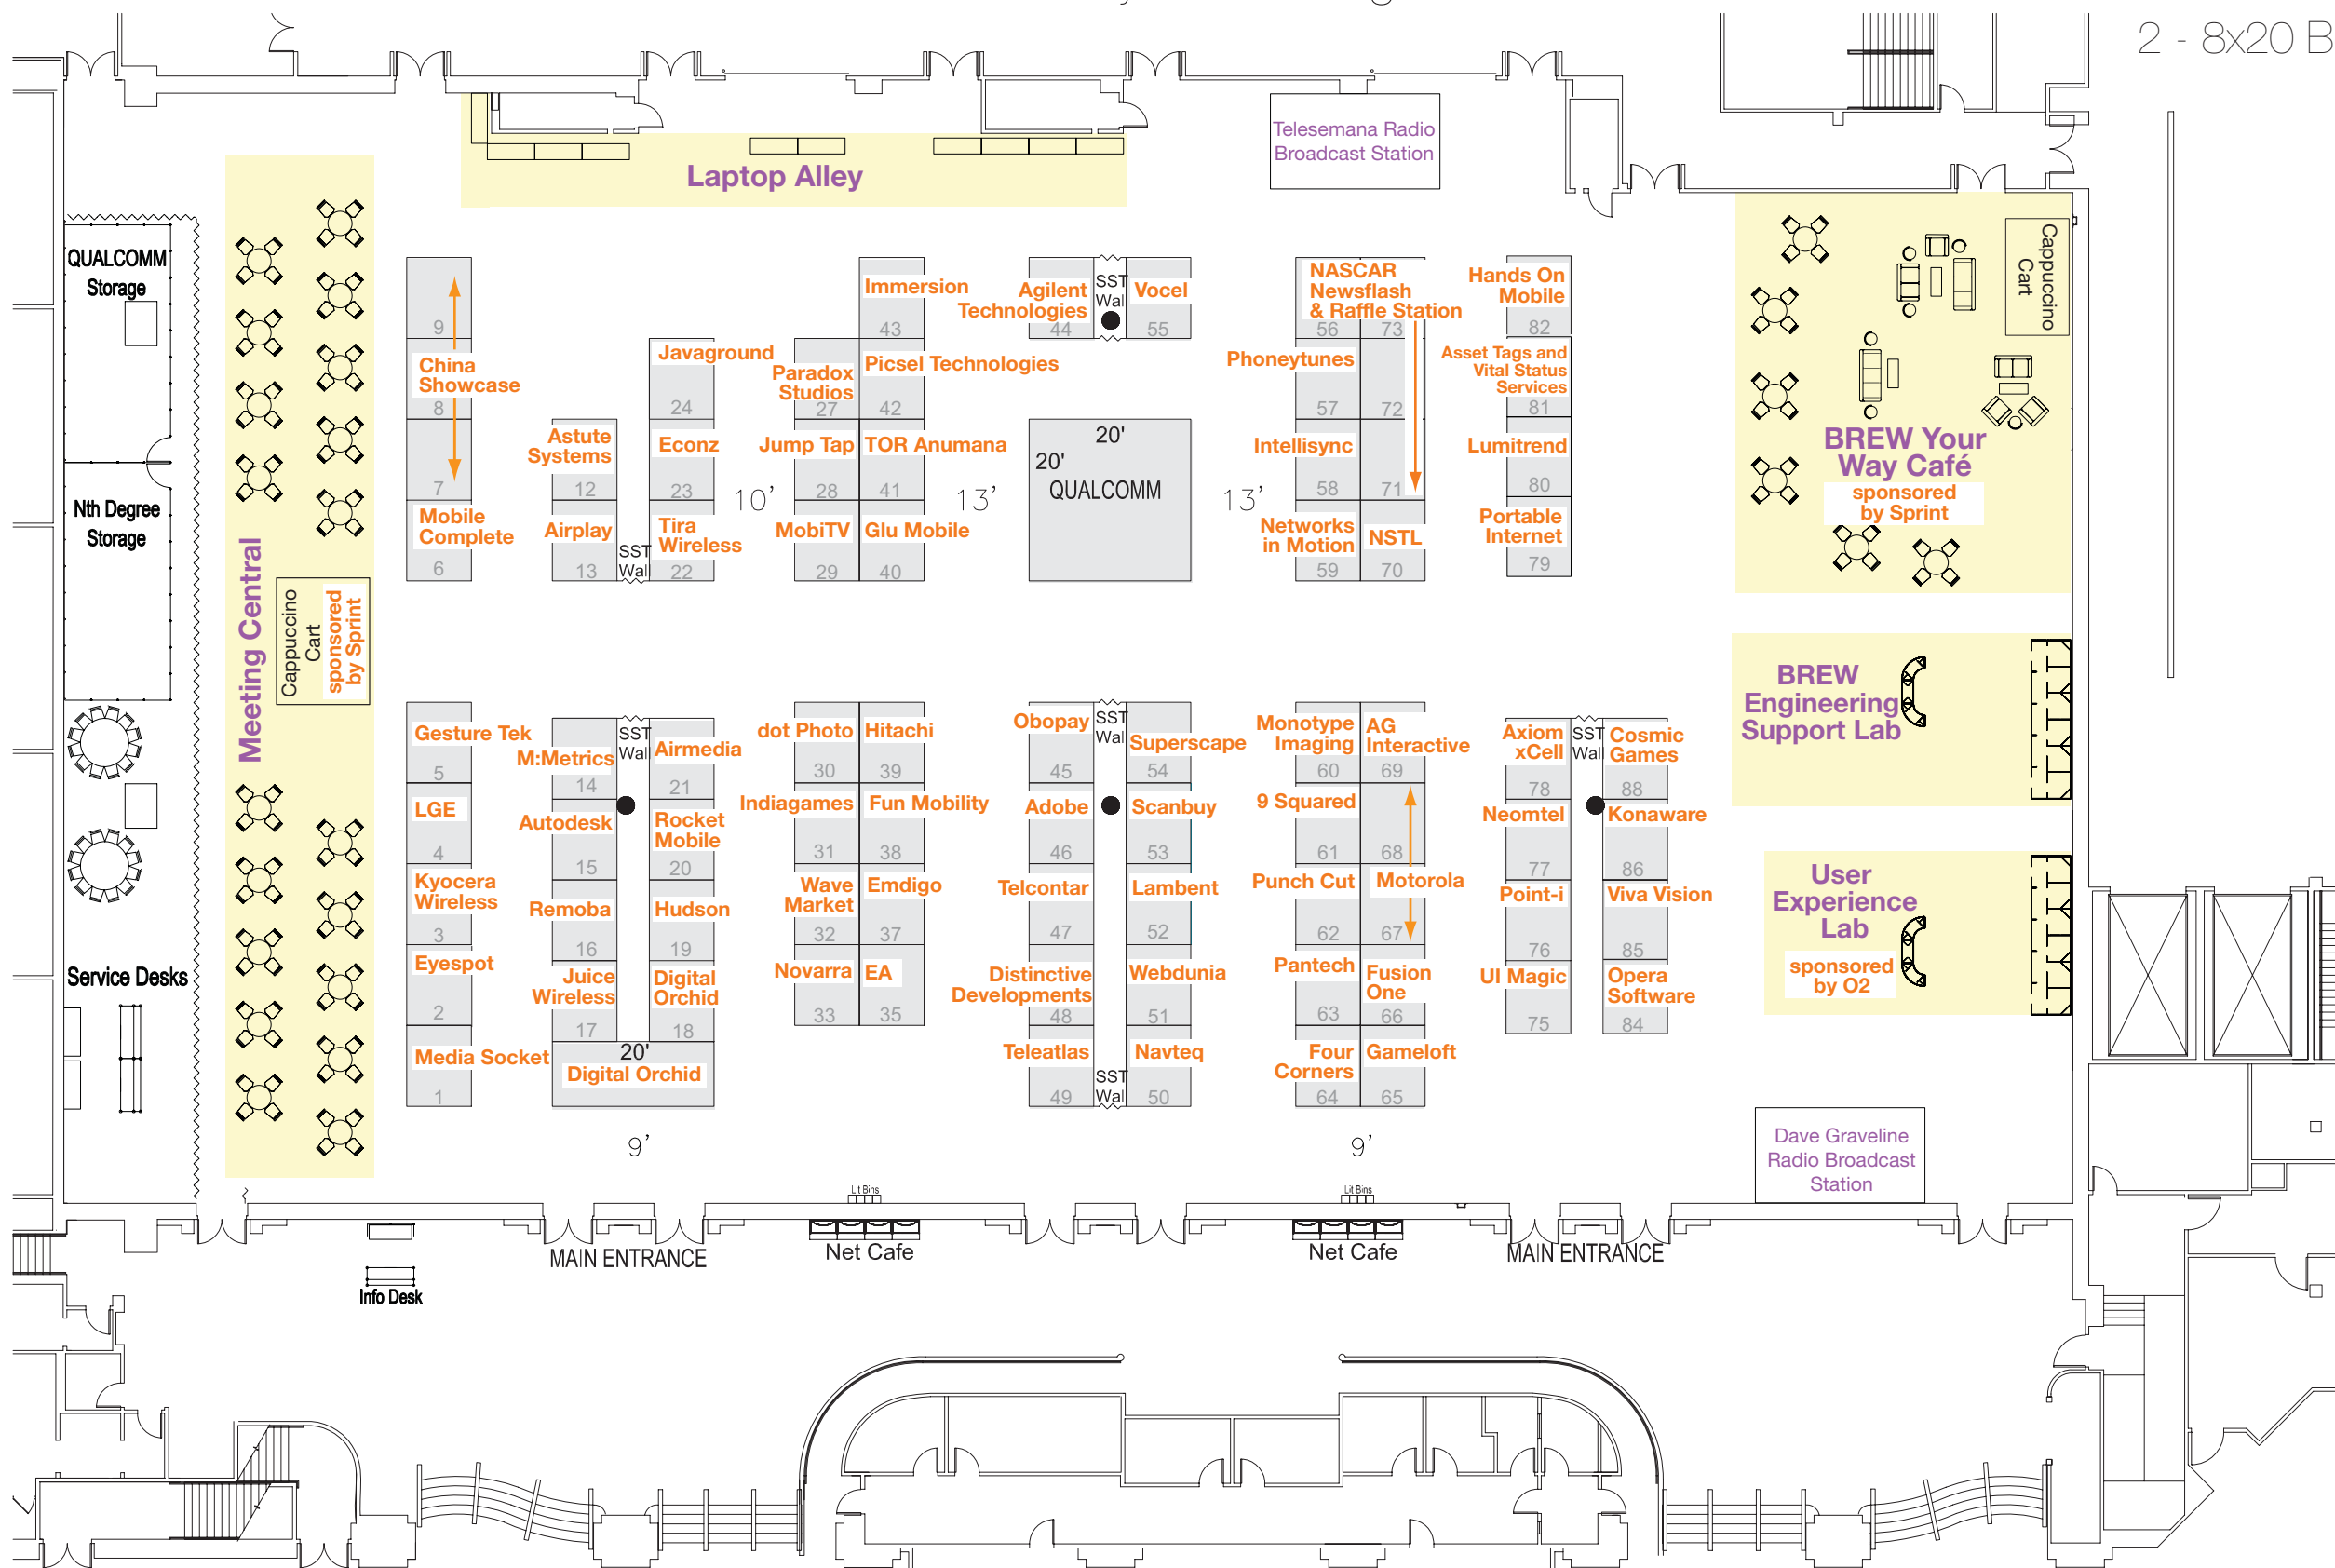 2 - 8x20 B
Telesemana Radio
Broadcast Station
Laptop Alley
QUALCOMM
Storage
Nth Degree
Storage
Service Desks
Meeting Central
Cappuccino
Cart
sponsored
by Sprint
9
China
Showcase
8
7
Mobile
Complete
6
Astute
Systems
12
Airplay
13
SST
Wall
Javaground
24
Econz
23
Tira
Wireless
22
10'
Paradox
Studios
27
Jump Tap
28
MobiTV
29
Immersion
43
Picsel Technologies
42
TOR Anumana
41
Glu Mobile
40
13'
Agilent
Technologies
44
SST
Wall
Vocel
55
20'
20'
QUALCOMM
13'
NASCAR
Newsflash
& Raffle Station
56
73
Phoneytunes
57
72
Intellisync
58
71
Networks
in Motion
59
NSTL
70
Hands On
Mobile
82
Asset Tags and
Vital Status
Services
81
Lumitrend
80
Portable
Internet
79
Cappuccino
Cart
BREW Your
Way Café
sponsored
by Sprint
BREW
Engineering
Support Lab
User
Experience
Lab
sponsored
by O2
Gesture Tek
5
LGE
4
Kyocera
Wireless
3
Eyespot
2
Media Socket
1
M:Metrics
14
Autodesk
15
Remoba
16
Juice
Wireless
17
SST
Wall
Airmedia
21
Rocket
Mobile
20
Hudson
19
Digital
Orchid
18
20'
Digital Orchid
dot Photo
30
Indiagames
31
Wave
Market
32
Novarra
33
Hitachi
39
Fun Mobility
38
Emdigo
37
EA
35
Obopay
45
Adobe
46
Telcontar
47
Distinctive
Developments
48
Teleatlas
49
SST
Wall
SST
Wall
Superscape
54
Scanbuy
53
Lambent
52
Webdunia
51
Navteq
50
Monotype
Imaging
60
9 Squared
61
Punch Cut
62
Pantech
63
Four
Corners
64
AG
Interactive
69
68
Motorola
67
Fusion
One
66
Gameloft
65
Axiom
xCell
78
Neomtel
77
Point-i
76
UI Magic
75
SST
Wall
Cosmic
Games
88
Konaware
86
Viva Vision
85
Opera
Software
84
9'
9'
Dave Graveline
Radio Broadcast
Station
Lit Bins
Lit Bins
MAIN ENTRANCE
Net Cafe
Net Cafe
MAIN ENTRANCE
Info Desk